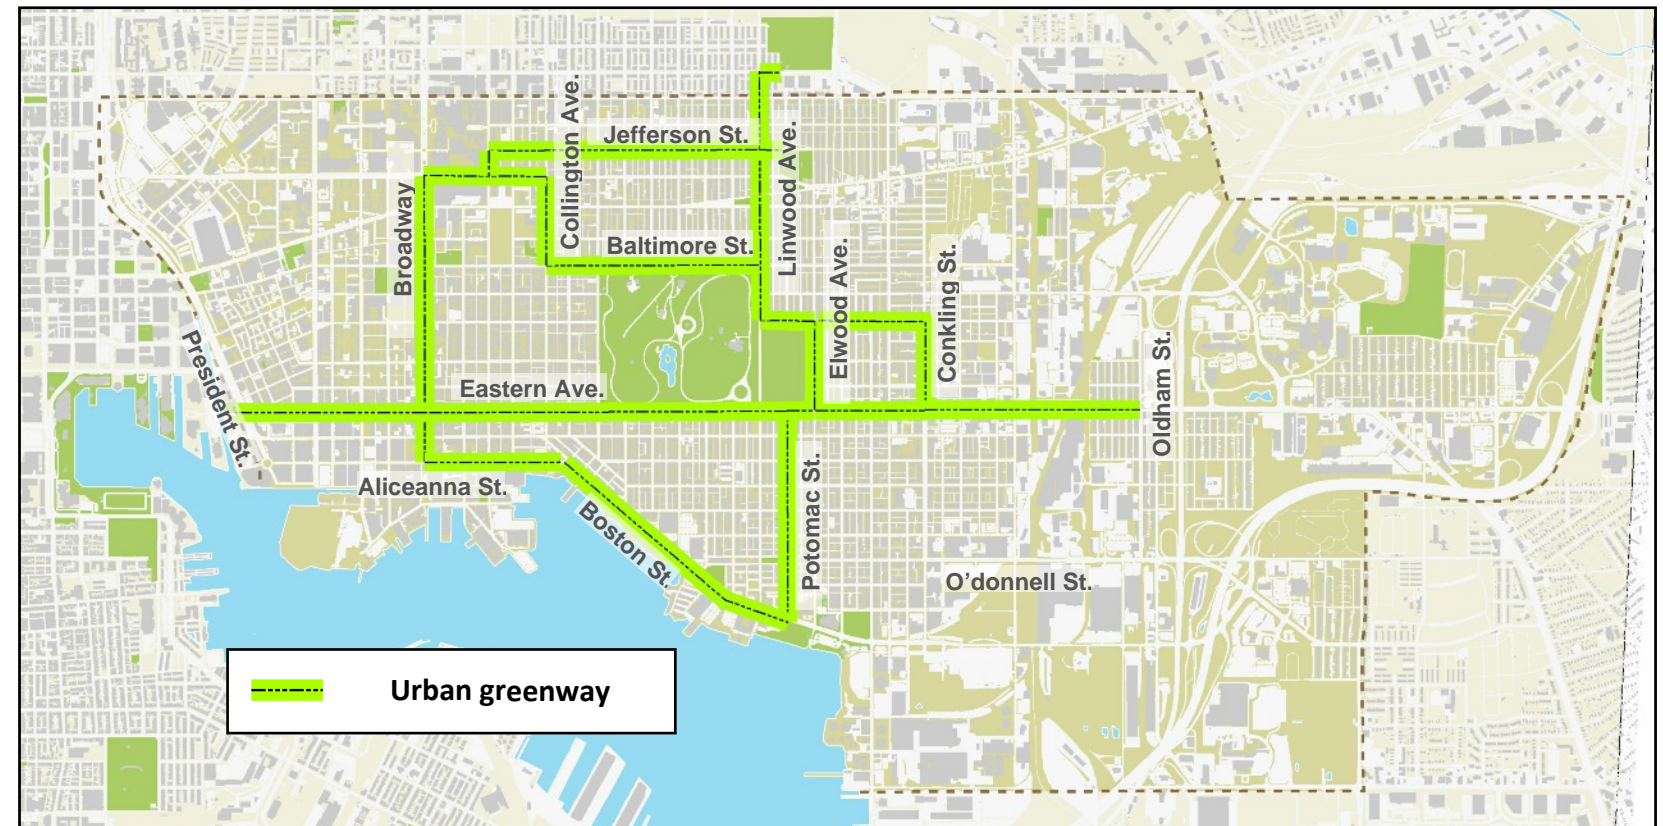 Jefferson St.
Collington Ave.
Linwood Ave.
Broadway
Baltimore St.
Elwood Ave.
Conkling St.
President St.
Eastern Ave.
Oldham St.
Aliceanna St.
Boston St.
Potomac St.
O'donnell St.
Urban greenway